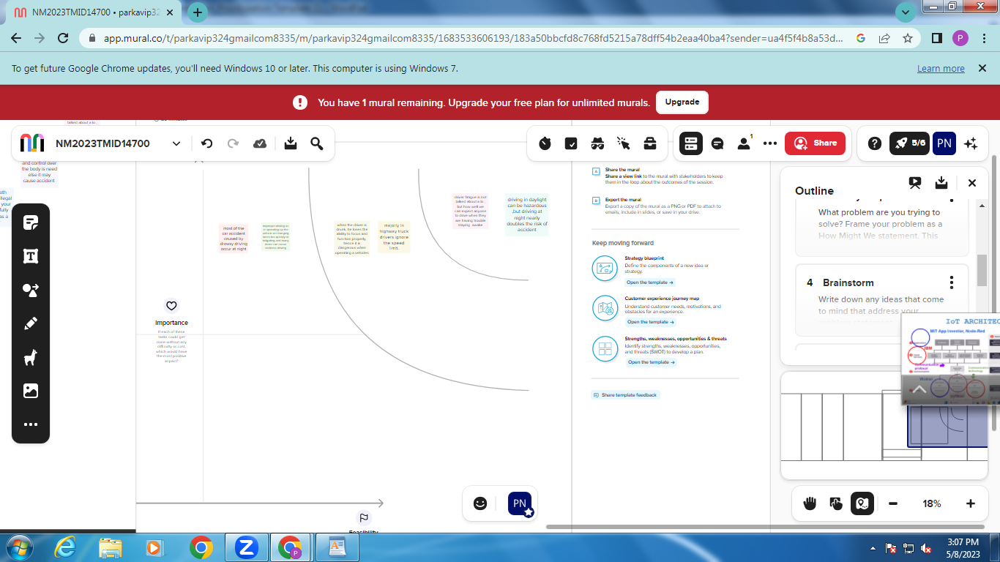 NM2023TMID14700 • parkavip32
app.mural.co/t/parkavip324gmailcom8335/m/parkavip324gmailcom8335/1683533606193/183a50bbcfd8c768fd5215a78dff54b2eaa40ba4?sender=ua4f5f4b8a53d...
P
To get future Google Chrome updates, you'll need Windows 10 or later. This computer is using Windows 7.
Learn more
You have 1 mural remaining. Upgrade your free plan for unlimited murals.
Upgrade
talked about a lo...
NM2023TMID14700
1
Share
5/6
PN
and control over
the body is need
else it may
cause accident
oth
illegal
your
fully
as a
most of the
car accident
caused by
drowsy driving
occur at night
when the driver is
drunk, he loses the
ability to focus and
function properly,
hence it is
dangerous when
operating a vehicles
mejorly in
highway truck
drivers ignore
the speed
limit.
driver fatigue is not
talked about a lo...
but how well we
can expect anyone
to drive when they
are having trouble
staying awake
driving in daylight
can be hazardous
,but driving at
night nearly
doubles the risk of
accident
Importance
If each of these
tasks could get
done without any
difficulty or cost,
which would have
the most positive
impact?
Feasibility
A
Share the mural
Share a view link to the mural with stakeholders to keep
them in the loop about the outcomes of the session.
B
Export the mural
Export a copy of the mural as a PNG or PDF to attach to
emails, include in slides, or save in your drive.
Keep moving forward
Strategy blueprint
Define the components of a new idea or
strategy.
Open the template →
Customer experience journey map
Understand customer needs, motivations, and
obstacles for an experience.
Open the template →
Strengths, weaknesses, opportunities & threats
Identify strengths, weaknesses, opportunities,
and threats (SWOT) to develop a plan.
Open the template →
Share template feedback
Outline
What problem are you trying to
solve? Frame your problem as a
How Might We statement. This
4 Brainstorm
Write down any ideas that come
to mind that address your
IoT ARCHITEC
MIT App Inventor, Node-Red
IBM
PN
18%
3:07 PM
5/8/2023